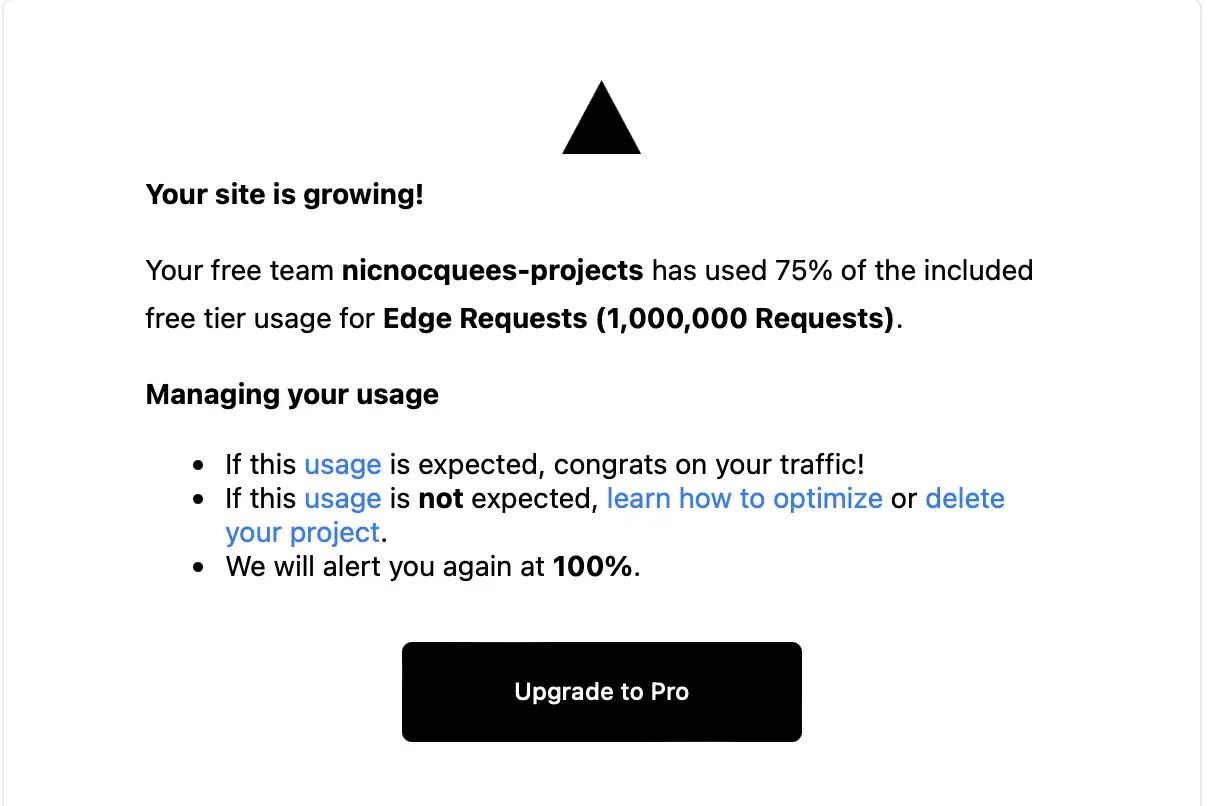 Your site is growing!
Your free team nicnocquees-projects has used 75% of the included
free tier usage for Edge Requests (1,000,000 Requests).
Managing your usage
• If this usage is expected, congrats on your traffic!
• If this usage is not expected, learn how to optimize or delete
your project.
• We will alert you again at 100%.
Upgrade to Pro